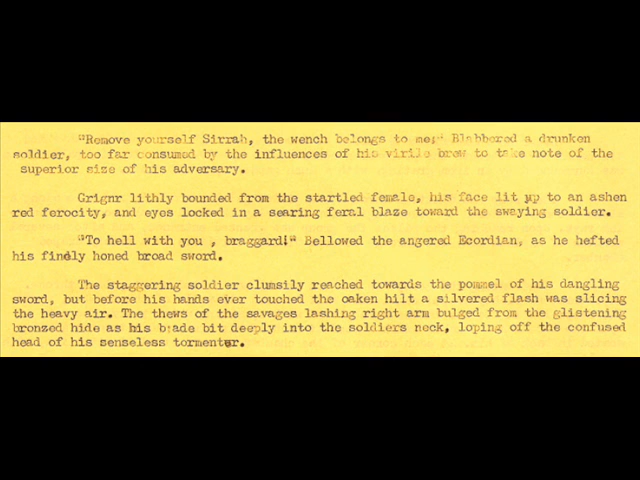 "Remove yourself Sirrah, the wench belongs to me;" Blabbered a drunken
soldier, too far consumed by the influences of his virile brew to take note of the
superior size of his adversary.
Grignr lithly bounded from the startled female, his face lit up to an ashen
red ferocity, and eyes locked in a searing feral blaze toward the swaying soldier.
"To hell with you , braggard!" Bellowed the angered Ecordian, as he hefted
his findly honed broad sword.
The staggering soldier clumsily reached towards the pommel of his dangling
sword, but before his hands ever touched the oaken hilt a silvered flash was slicing
the heavy air. The thews of the savages lashing right arm bulged from the glistening
bronzed hide as his blade bit deeply into the soldiers neck, loping off the confused
head of his senseless tormentur.